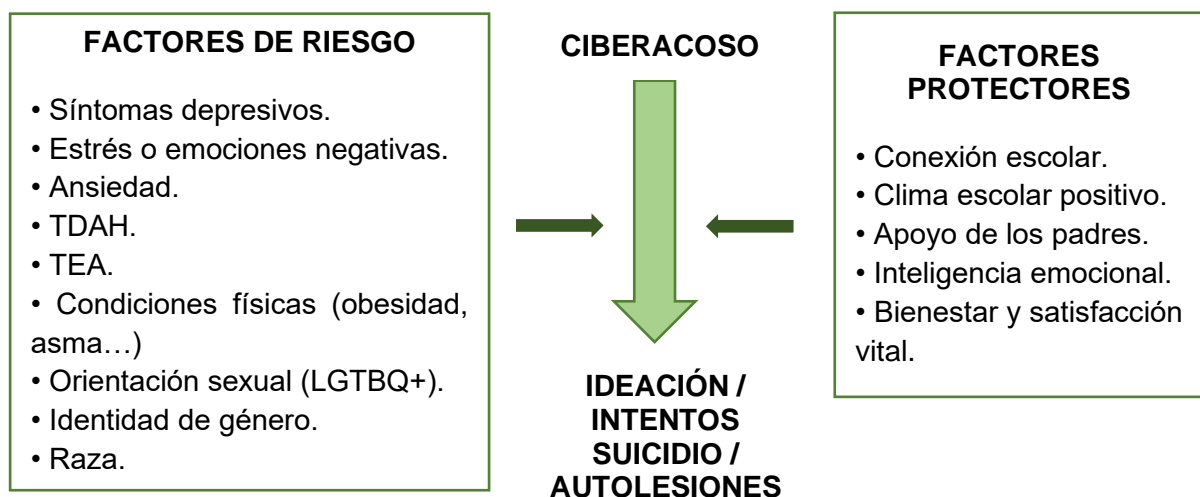 FACTORES DE RIESGO
• Síntomas depresivos.
• Estrés o emociones negativas.
• Ansiedad.
• TDAH.
• TEA.
• Condiciones físicas (obesidad,
asma…)
• Orientación sexual (LGTBQ+).
• Identidad de género.
• Raza.
CIBERACOSO
IDEACIÓN /
INTENTOS
SUICIDIO /
AUTOLESIONES
FACTORES
PROTECTORES
• Conexión escolar.
• Clima escolar positivo.
• Apoyo de los padres.
• Inteligencia emocional.
• Bienestar y satisfacción
vital.